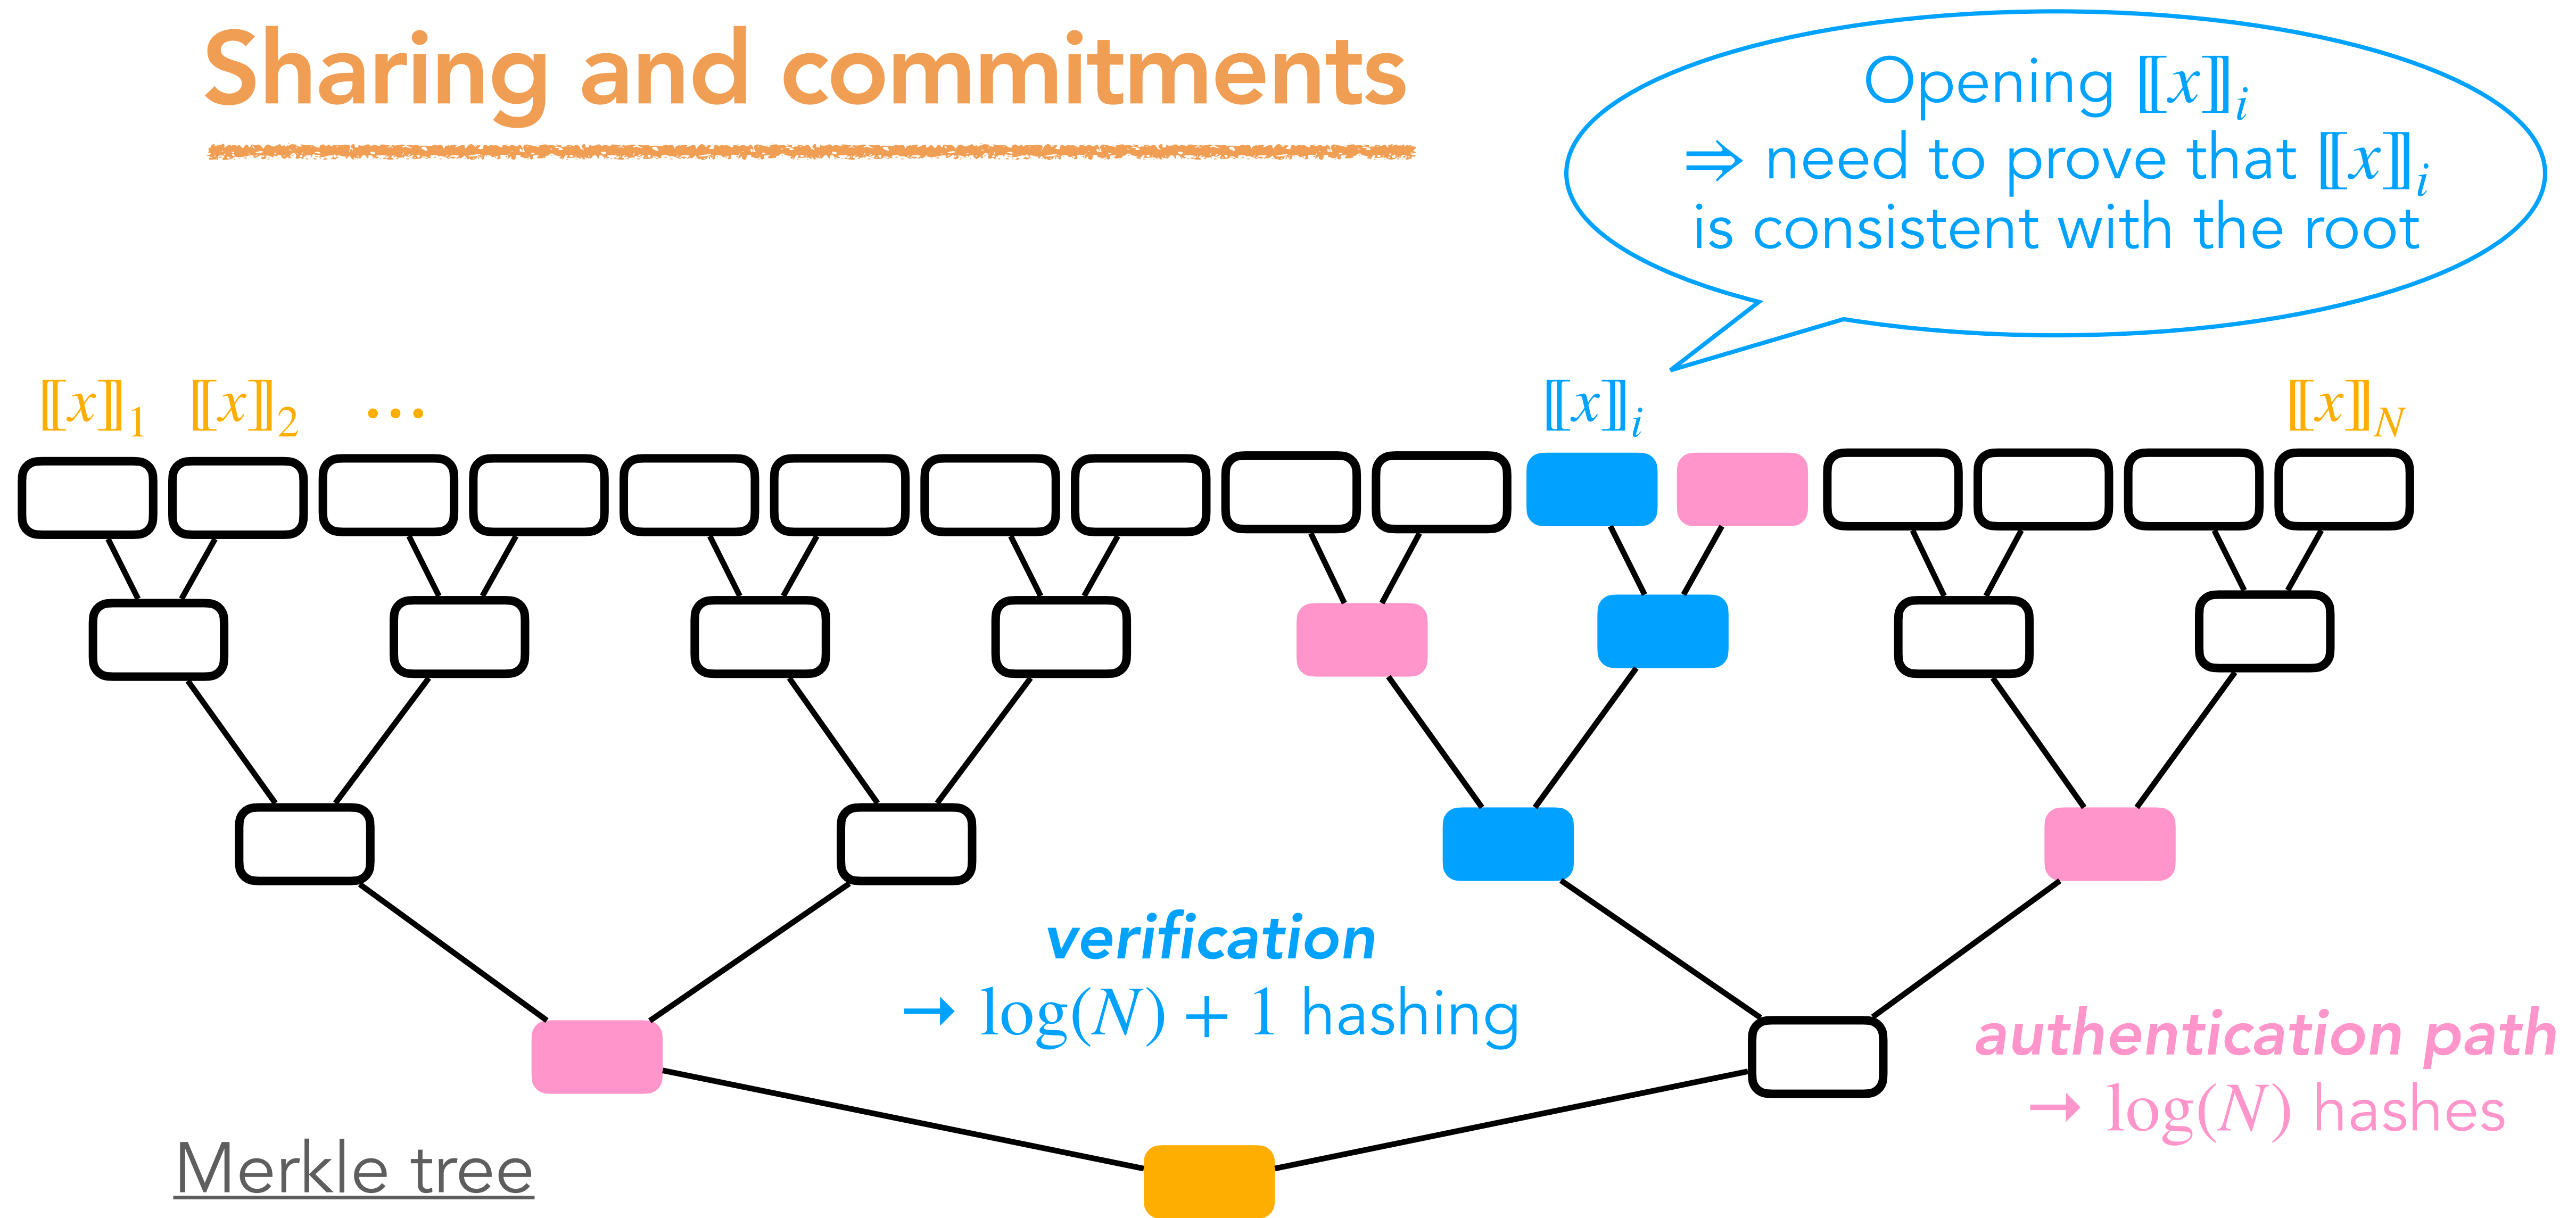 Sharing and commitments
Opening ⟦x⟧ᵢ
⇒ need to prove that ⟦x⟧ᵢ
is consistent with the root
⟦x⟧₁ ⟦x⟧₂ … ⟦x⟧ᵢ ⟦x⟧_N
verification
→ log(N) + 1 hashing
authentication path
→ log(N) hashes
Merkle tree